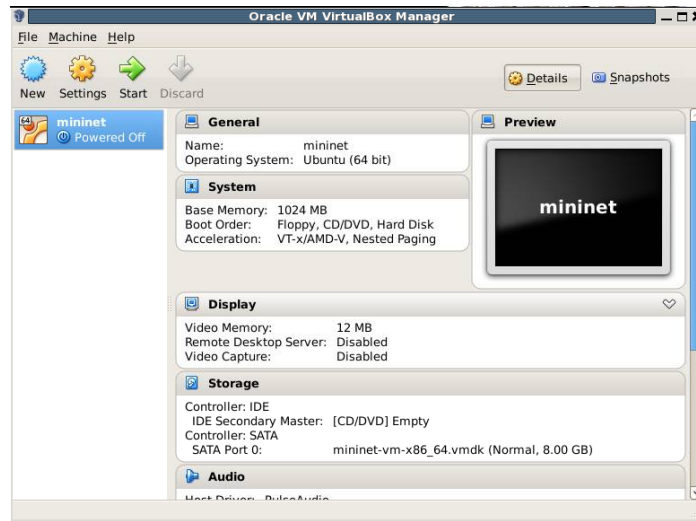 Oracle VM VirtualBox Manager
File Machine Help
New Settings Start Discard
Details Snapshots
64
mininet
Powered Off
General
Name: mininet
Operating System: Ubuntu (64 bit)
System
Base Memory: 1024 MB
Boot Order: Floppy, CD/DVD, Hard Disk
Acceleration: VT-x/AMD-V, Nested Paging
Preview
mininet
Display
Video Memory: 12 MB
Remote Desktop Server: Disabled
Video Capture: Disabled
Storage
Controller: IDE
IDE Secondary Master: [CD/DVD] Empty
Controller: SATA
SATA Port 0: mininet-vm-x86_64.vmdk (Normal, 8.00 GB)
Audio
Host Driver: PulseAudio